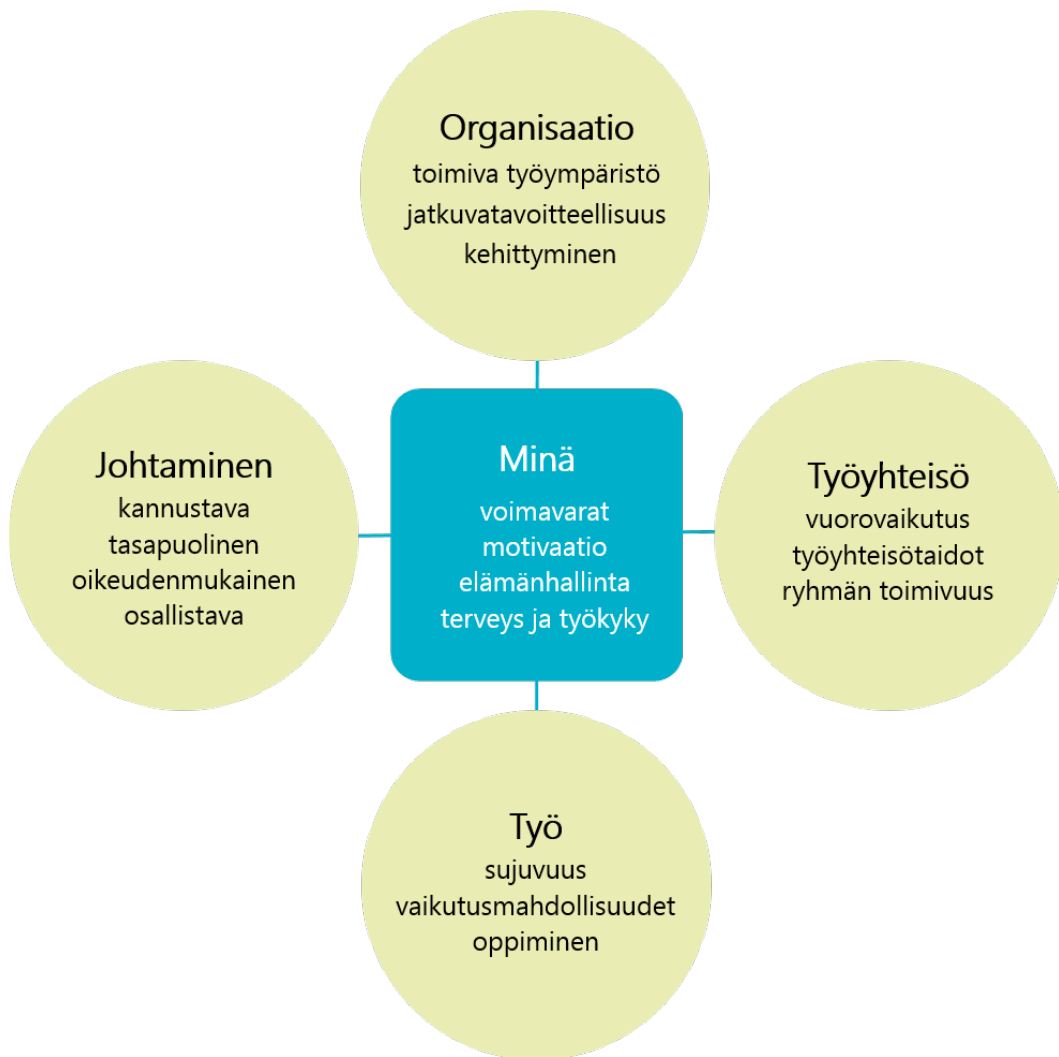 Organisaatio
toimiva työympäristö
jatkuvatavoitteellisuus
kehittyminen
Johtaminen
kannustava
tasapuolinen
oikeudenmukainen
osallistava
Minä
voimavarat
motivaatio
elämänhallinta
terveys ja työkyky
Työyhteisö
vuorovaikutus
työyhteisötaidot
ryhmän toimivuus
Työ
sujuvuus
vaikutusmahdollisuudet
oppiminen